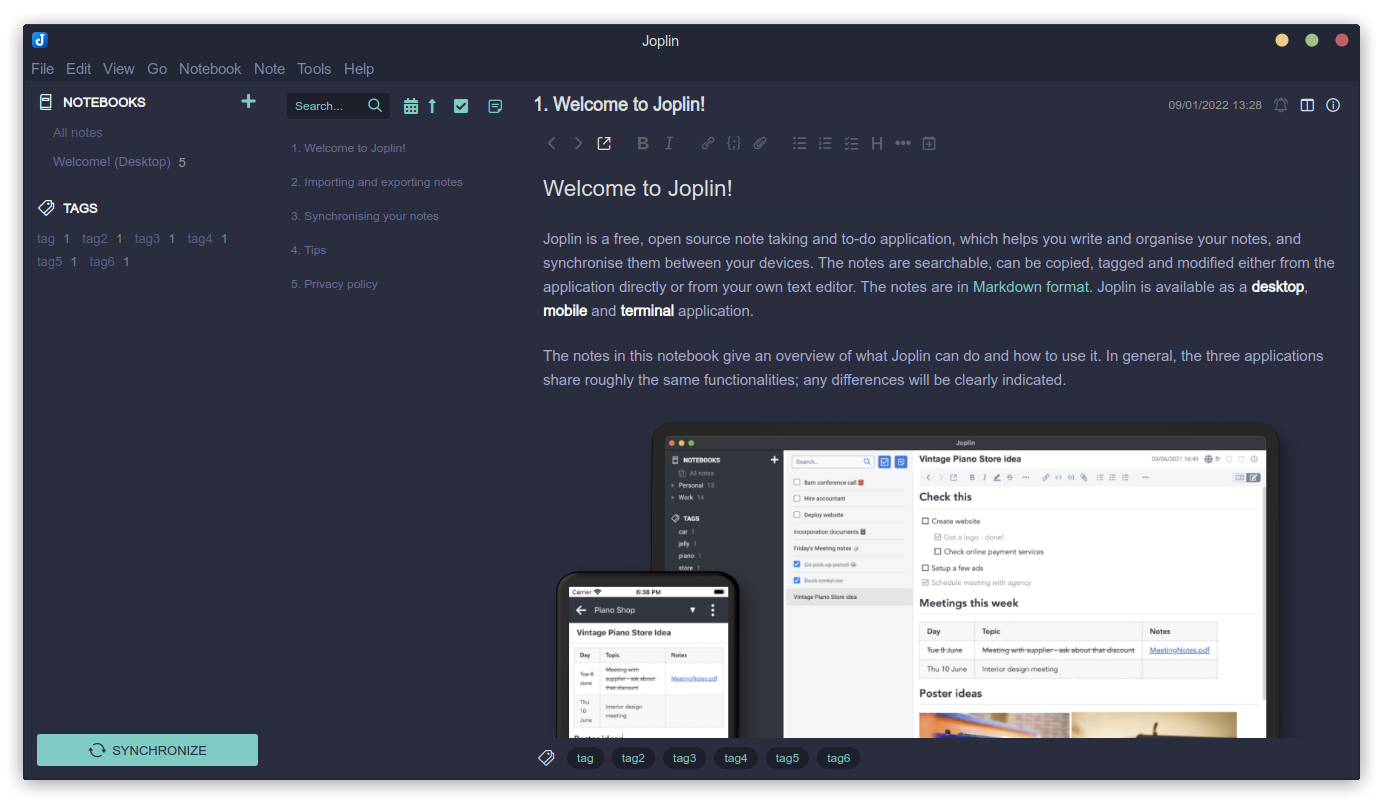 Joplin
File Edit View Go Notebook Note Tools Help
NOTEBOOKS
All notes
Welcome! (Desktop) 5
TAGS
tag 1 tag2 1 tag3 1 tag4 1
tag5 1 tag6 1
SYNCHRONIZE
Search...
1. Welcome to Joplin!
2. Importing and exporting notes
3. Synchronising your notes
4. Tips
5. Privacy policy
1. Welcome to Joplin!
09/01/2022 13:28
Welcome to Joplin!
Joplin is a free, open source note taking and to-do application, which helps you write and organise your notes, and
synchronise them between your devices. The notes are searchable, can be copied, tagged and modified either from the
application directly or from your own text editor. The notes are in Markdown format. Joplin is available as a desktop,
mobile and terminal application.
The notes in this notebook give an overview of what Joplin can do and how to use it. In general, the three applications
share roughly the same functionalities; any differences will be clearly indicated.
Joplin
NOTEBOOKS
All notes
Personal 13
Work 14
TAGS
car 1
jelly 1
piano 1
store 1
Search...
8am conference call
Hire accountant
Deploy website
Incorporation documents
Friday's Meeting notes
Go pick up parcel
Book rental car
Vintage Piano Store idea
Vintage Piano Store idea
03/06/2021 16:49 fr
Check this
Create website
Get a logo - done!
Check online payment services
Setup a few ads
Schedule meeting with agency
Meetings this week
Day Topic Notes
Tue 8 June Meeting with supplier - ask about that discount MeetingNotes.pdf
Thu 10 June Interior design meeting
Poster ideas
Carrier 6:38 PM
Piano Shop
Vintage Piano Store Idea
Day Topic Notes
Tue 8
June
Meeting with
supplier - ask about
that discount
MeetingNotes.pdf
Thu
10
June
Interior design
meeting
Poster ideas
tag tag2 tag3 tag4 tag5 tag6